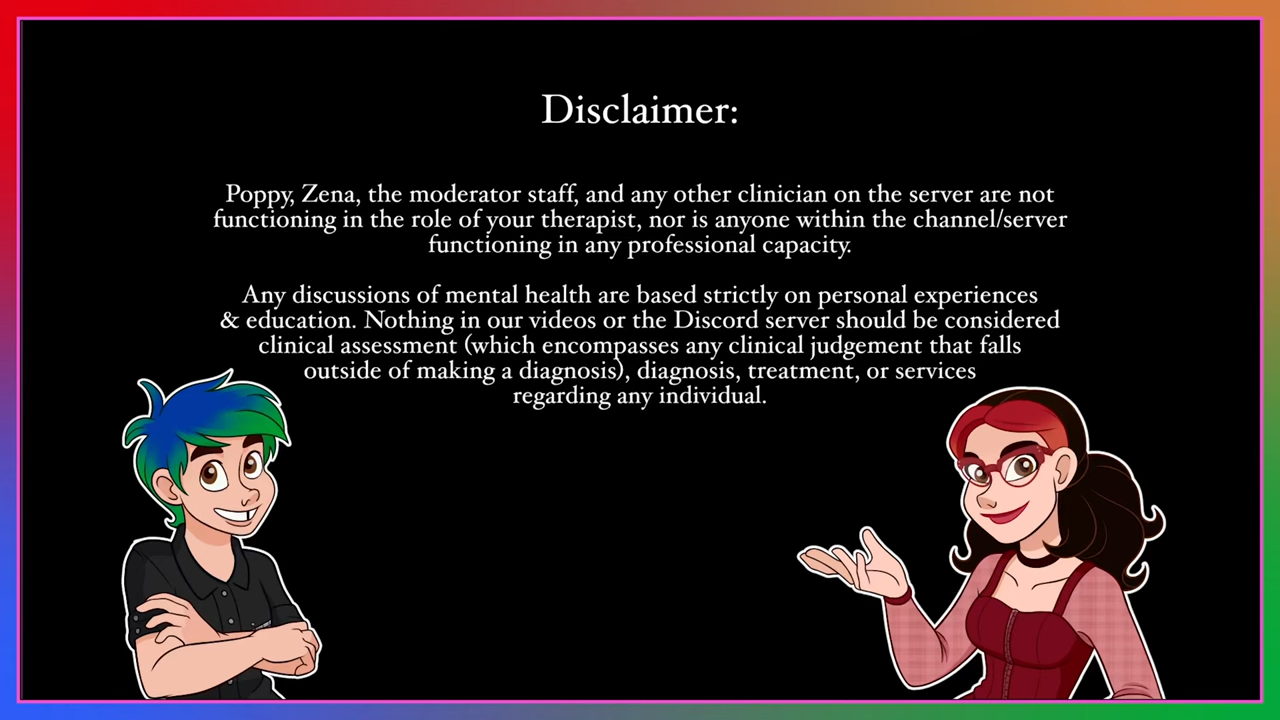 Disclaimer:
Poppy, Zena, the moderator staff, and any other clinician on the server are not
functioning in the role of your therapist, nor is anyone within the channel/server
functioning in any professional capacity.
Any discussions of mental health are based strictly on personal experiences
& education. Nothing in our videos or the Discord server should be considered
clinical assessment (which encompasses any clinical judgement that falls
outside of making a diagnosis), diagnosis, treatment, or services
regarding any individual.